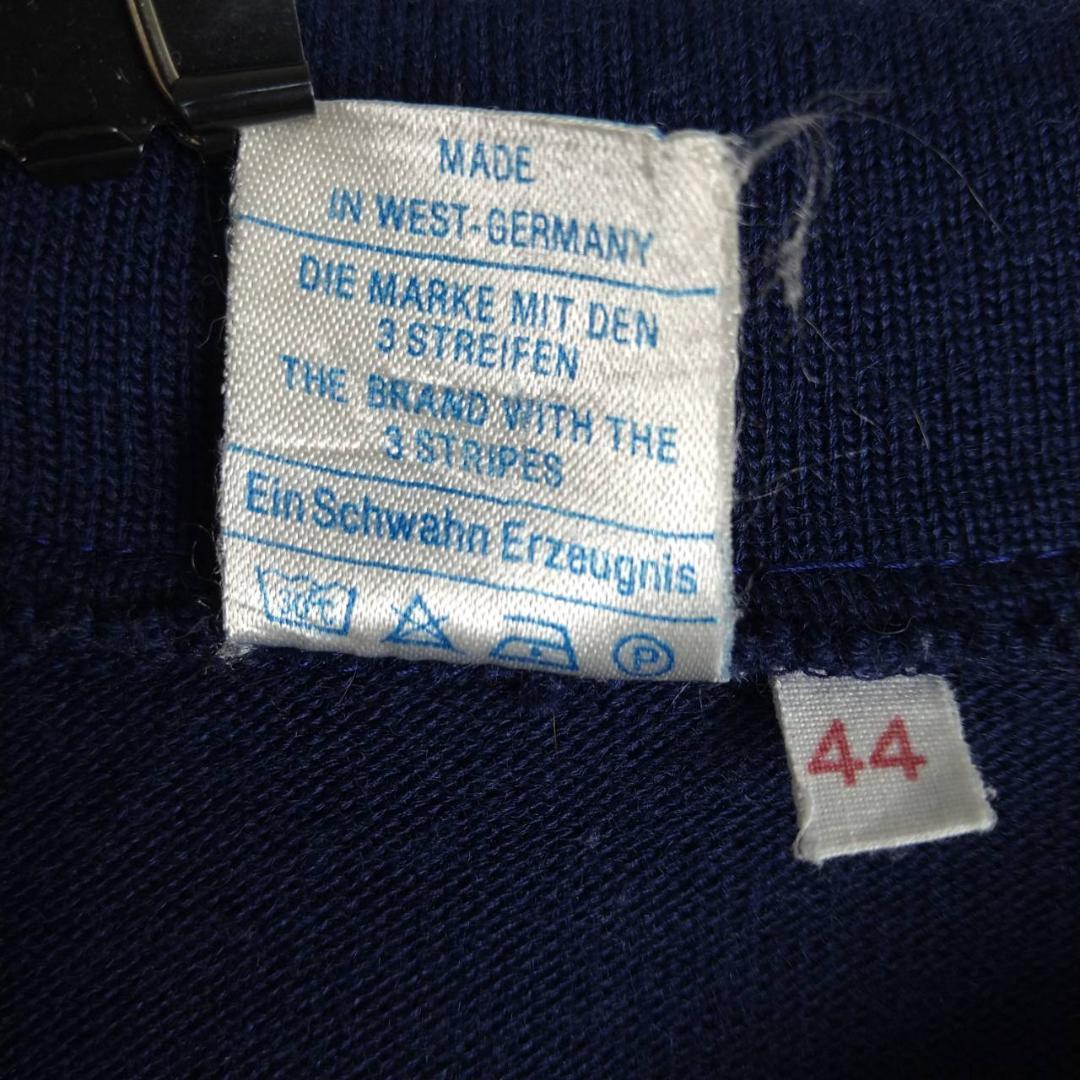 MADE
IN WEST-GERMANY
DIE MARKE MIT DEN
3 STREIFEN
THE BRAND WITH THE
3 STRIPES
Ein Schwahn Erzeugnis
30°C
P
44